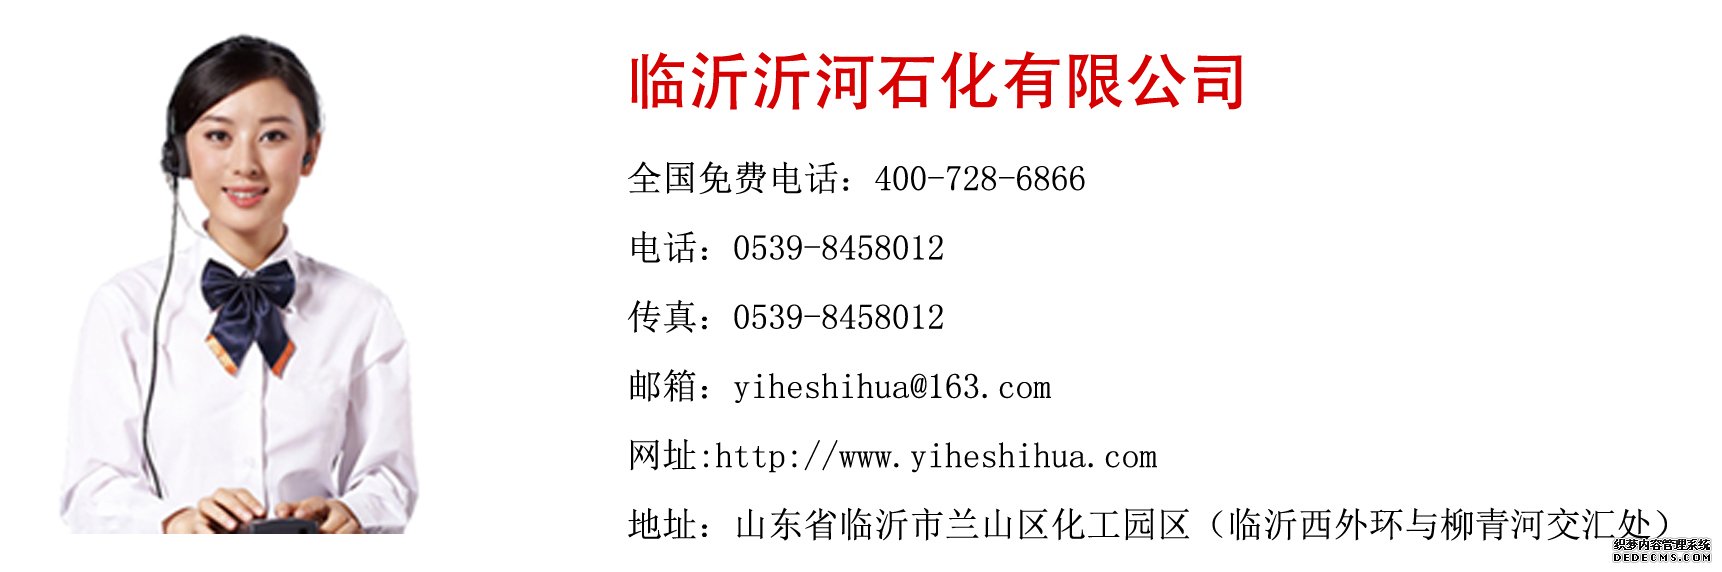 临沂沂河石化有限公司
全国免费电话：400-728-6866
电话：0539-8458012
传真：0539-8458012
邮箱：yiheshihua@163.com
网址:http://www.yiheshihua.com
地址：山东省临沂市兰山区化工园区（临沂西外环与柳青河交汇处）
织梦内容管理系统
DEDECMS.COM